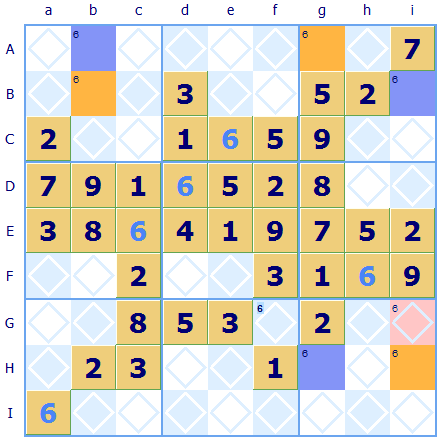 a b c d e f g h i
A 6 6 7
B 6 3 5 2 6
C 2 1 6 5 9
D 7 9 1 6 5 2 8
E 3 8 6 4 1 9 7 5 2
F 2 3 1 6 9
G 8 5 3 6 2 6
H 2 3 1 6 6
I 6